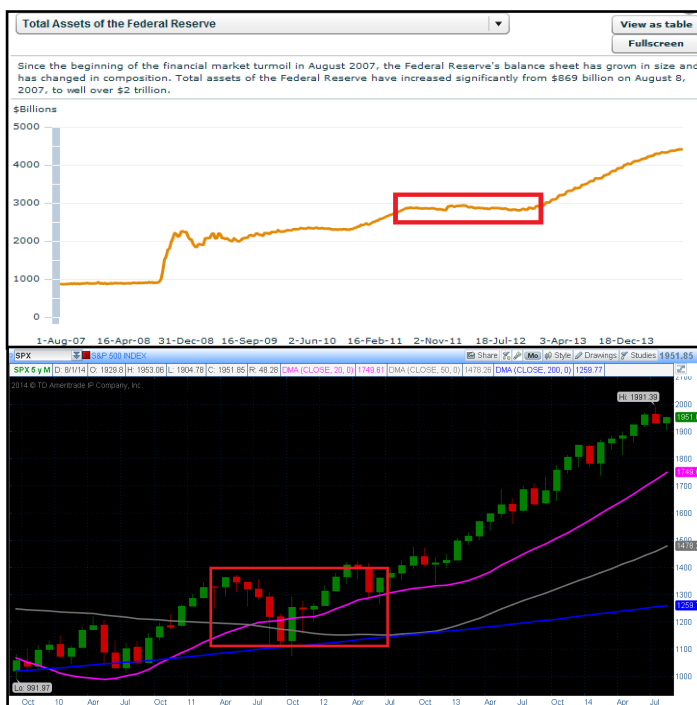 Total Assets of the Federal Reserve
View as table
Fullscreen
Since the beginning of the financial market turmoil in August 2007, the Federal Reserve's balance sheet has grown in size and
has changed in composition. Total assets of the Federal Reserve have increased significantly from $869 billion on August 8,
2007, to well over $2 trillion.
$Billions
5000
4000
3000
2000
1000
0
1-Aug-07 16-Apr-08 31-Dec-08 16-Sep-09 2-Jun-10 16-Feb-11 2-Nov-11 18-Jul-12 3-Apr-13 18-Dec-13
SPX S&P 500 INDEX Share Mo Style Drawings Studies 1951.85
SPX 5 y M D: 8/1/14 O: 1929.8 H: 1953.06 L: 1904.78 C: 1951.85 R: 48.28 DMA (CLOSE, 20, 0) 1749.61 DMA (CLOSE, 50, 0) 1478.26 DMA (CLOSE, 200, 0) 1259.77
2014 © TD Ameritrade IP Company, Inc.
Hi: 1991.39
2100
2000
1800
1700
1600
1500
1400
1300
1200
1100
1000
Lo: 991.97
Oct 10 Apr Jul Oct 11 Apr Jul Oct 12 Apr Jul Oct 13 Apr Jul Oct 14 Apr Jul